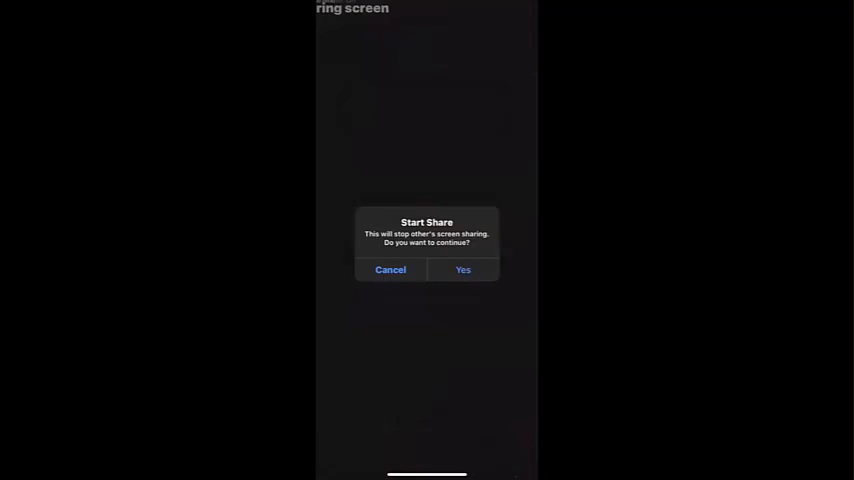 ring screen
Start Share
This will stop other's screen sharing.
Do you want to continue?
Cancel
Yes